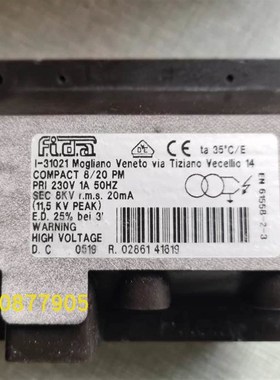 fida
CE ta 35°C/E
I-31021 Mogliano Veneto via Tiziano Vecellio 14
COMPACT 8/20 PM
PRI 230V 1A 50HZ
SEC 8KV r.m.s. 20mA
(11,5 KV PEAK)
E.D. 25% bei 3'
WARNING
HIGH VOLTAGE
D. C 0519 R. 02861 41819
EN 61558-2-3
0877905